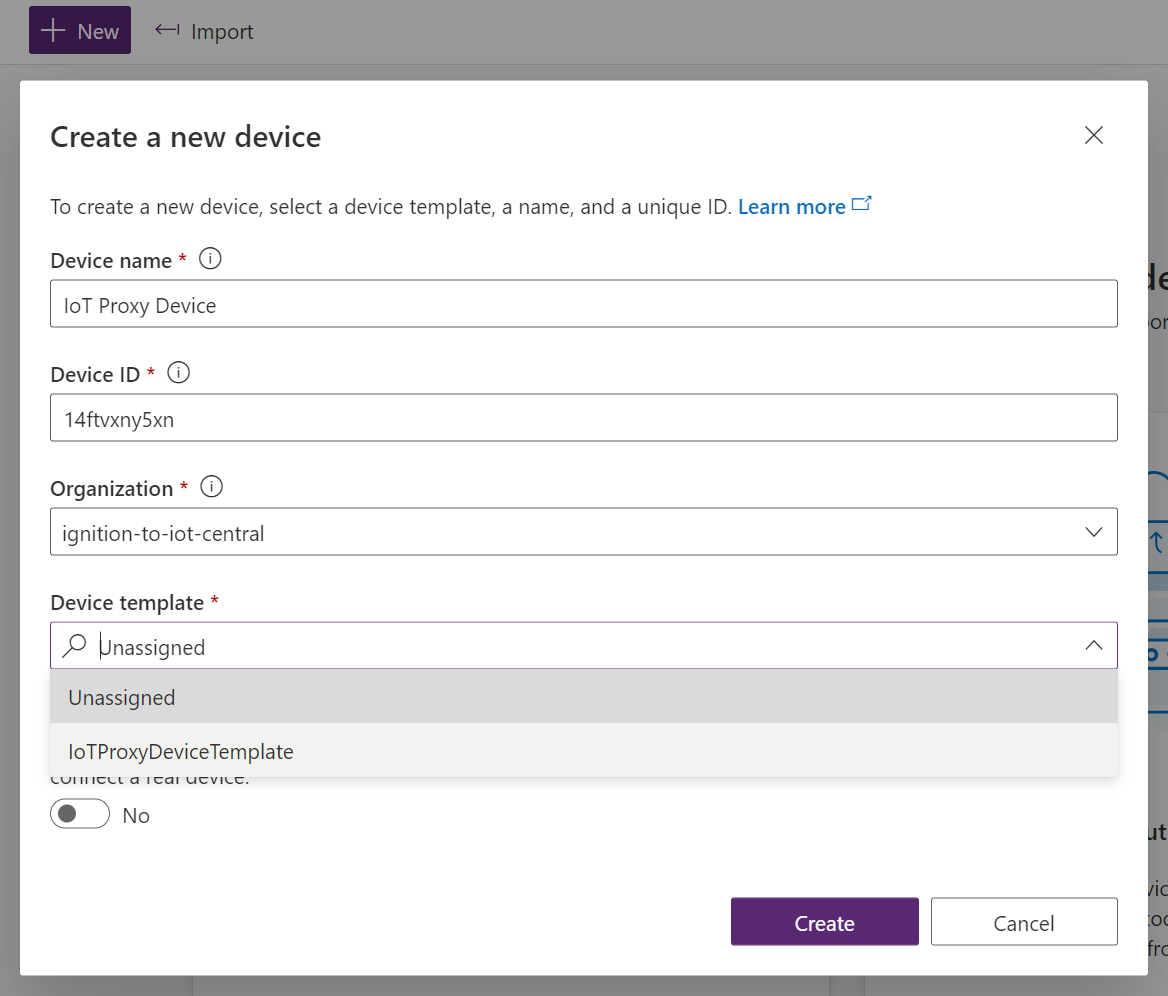 New
Import
Create a new device
To create a new device, select a device template, a name, and a unique ID. Learn more
Device name *
IoT Proxy Device
Device ID *
14ftvxny5xn
Organization *
ignition-to-iot-central
Device template *
Unassigned
Unassigned
IoTProxyDeviceTemplate
connect a real device.
No
Create
Cancel